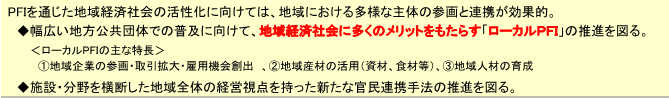 PFIを通じた地域経済社会の活性化に向けては、地域における多様な主体の参画と連携が効果的。
◆幅広い地方公共団体での普及に向けて、地域経済社会に多くのメリットをもたらす「ローカルPFI」の推進を図る。
＜ローカルPFIの主な特長＞
①地域企業の参画・取引拡大・雇用機会創出 、②地域産材の活用（資材、食材等）、③地域人材の育成
◆施設・分野を横断した地域全体の経営視点を持った新たな官民連携手法の推進を図る。